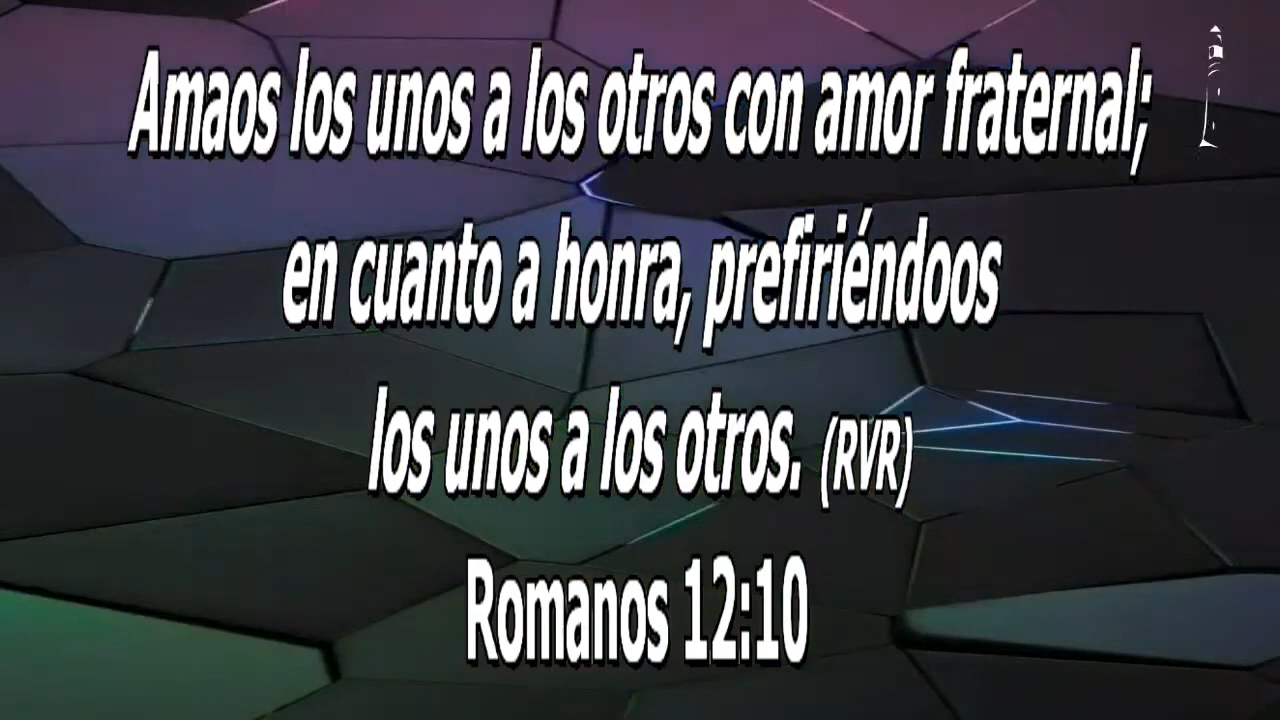 Amaos los unos a los otros con amor fraternal;
en cuanto a honra, prefiriéndoos
los unos a los otros. (RVR)
Romanos 12:10